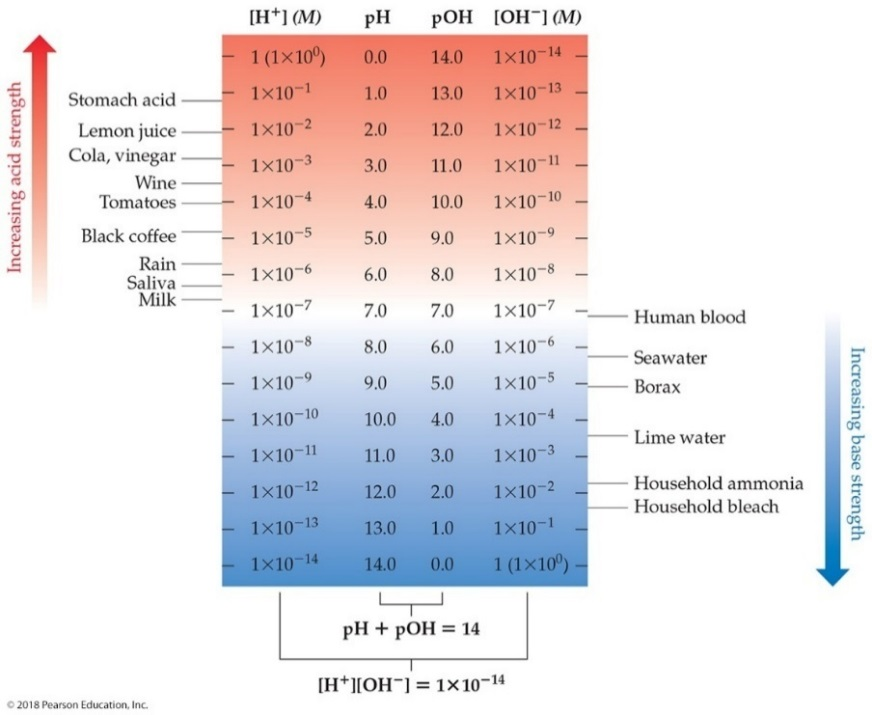 [H⁺] (M) pH pOH [OH⁻] (M)
1 (1×10⁰) 0.0 14.0 1×10⁻¹⁴
Stomach acid 1×10⁻¹ 1.0 13.0 1×10⁻¹³
Lemon juice 1×10⁻² 2.0 12.0 1×10⁻¹²
Cola, vinegar 1×10⁻³ 3.0 11.0 1×10⁻¹¹
Wine
Tomatoes 1×10⁻⁴ 4.0 10.0 1×10⁻¹⁰
Black coffee 1×10⁻⁵ 5.0 9.0 1×10⁻⁹
Rain
1×10⁻⁶ 6.0 8.0 1×10⁻⁸
Saliva
Milk
1×10⁻⁷ 7.0 7.0 1×10⁻⁷
Human blood
1×10⁻⁸ 8.0 6.0 1×10⁻⁶
Seawater
1×10⁻⁹ 9.0 5.0 1×10⁻⁵ Borax
1×10⁻¹⁰ 10.0 4.0 1×10⁻⁴
Lime water
1×10⁻¹¹ 11.0 3.0 1×10⁻³
Household ammonia
1×10⁻¹² 12.0 2.0 1×10⁻²
Household bleach
1×10⁻¹³ 13.0 1.0 1×10⁻¹
1×10⁻¹⁴ 14.0 0.0 1 (1×10⁰)
Increasing acid strength
Increasing base strength
pH + pOH = 14
[H⁺][OH⁻] = 1×10⁻¹⁴
© 2018 Pearson Education, Inc.